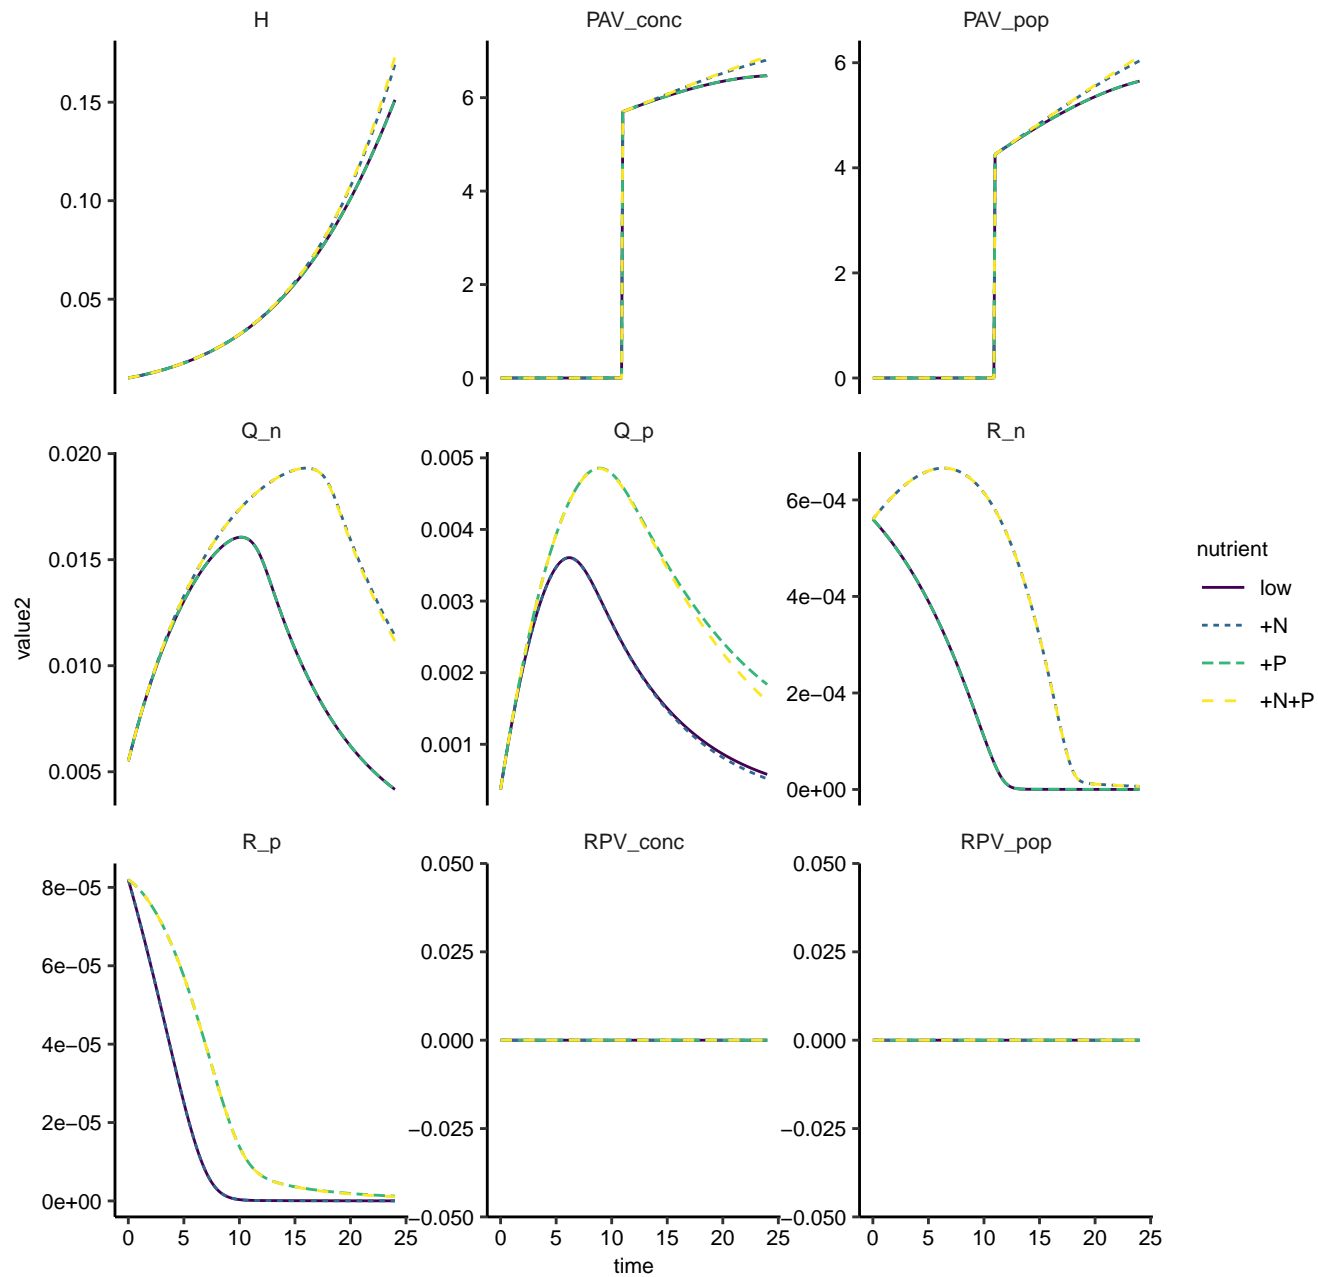 H
PAV_conc
PAV_pop
0.15
0.10
0.05
6
4
2
0
6
4
2
0
Q_n
Q_p
R_n
0.020
0.015
0.010
0.005
0.005
0.004
0.003
0.002
0.001
6e−04
4e−04
2e−04
0e+00
R_p
RPV_conc
RPV_pop
8e−05
6e−05
4e−05
2e−05
0e+00
0.050
0.025
0.000
−0.025
−0.050
0.050
0.025
0.000
−0.025
−0.050
0 5 10 15 20 25
0 5 10 15 20 25
0 5 10 15 20 25
time
value2
nutrient
low
+N
+P
+N+P